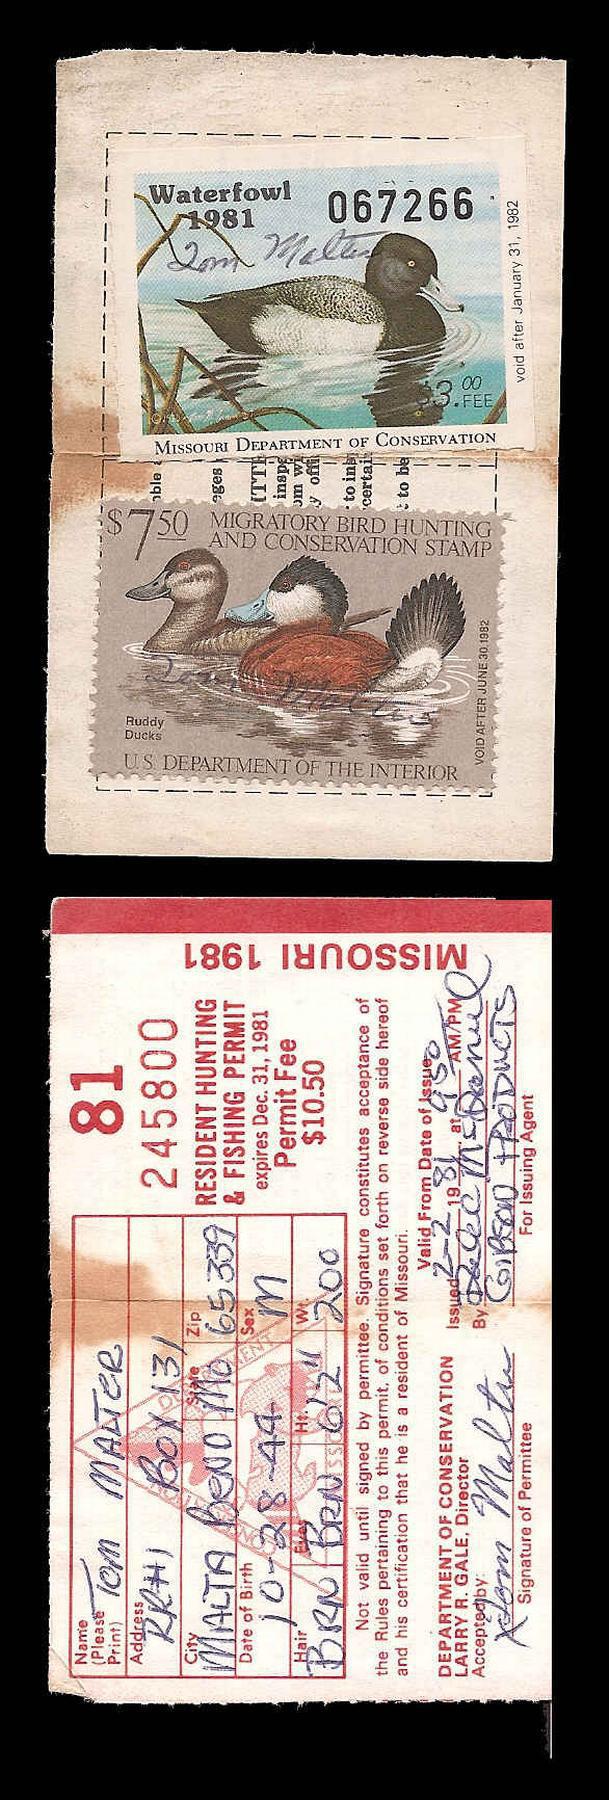 Waterfowl
1981
067266
Tom Malter
void after January 31, 1982
$3.00
FEE
MISSOURI DEPARTMENT OF CONSERVATION
$7.50
MIGRATORY BIRD HUNTING
AND CONSERVATION STAMP
Tom Malter
Ruddy
Ducks
VOID AFTER JUNE 30, 1982
U.S. DEPARTMENT OF THE INTERIOR
MISSOURI 1981
81
245800
RESIDENT HUNTING
& FISHING PERMIT
expires Dec. 31, 1981
Permit Fee
$10.50
Name
(Please
Print) TOM MALTER
Address RR#1 BOX 131
City State Zip
MALTA BEND MO 65339
Date of Birth Sex
10-28-44 M
Hair Eyes Ht. Wt.
BRN BRN 6'2" 200
Not valid until signed by permittee. Signature constitutes acceptance of
the Rules pertaining to this permit, of conditions set forth on reverse side hereof
and his certification that he is a resident of Missouri.
DEPARTMENT OF CONSERVATION
LARRY R. GALE, Director
Accepted by:
Tom Malter
Signature of Permittee
Valid From Date of Issue
Issued 2-2 1981 at 950 AM/PM
By McDaniel
GIBSON PRODUCTS
For Issuing Agent